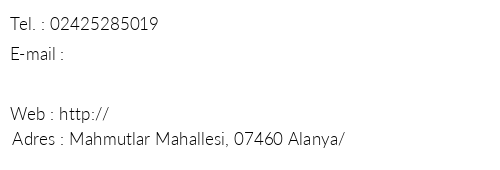 Tel. : 02425285019
E-mail :
Web : http://
Adres : Mahmutlar Mahallesi, 07460 Alanya/